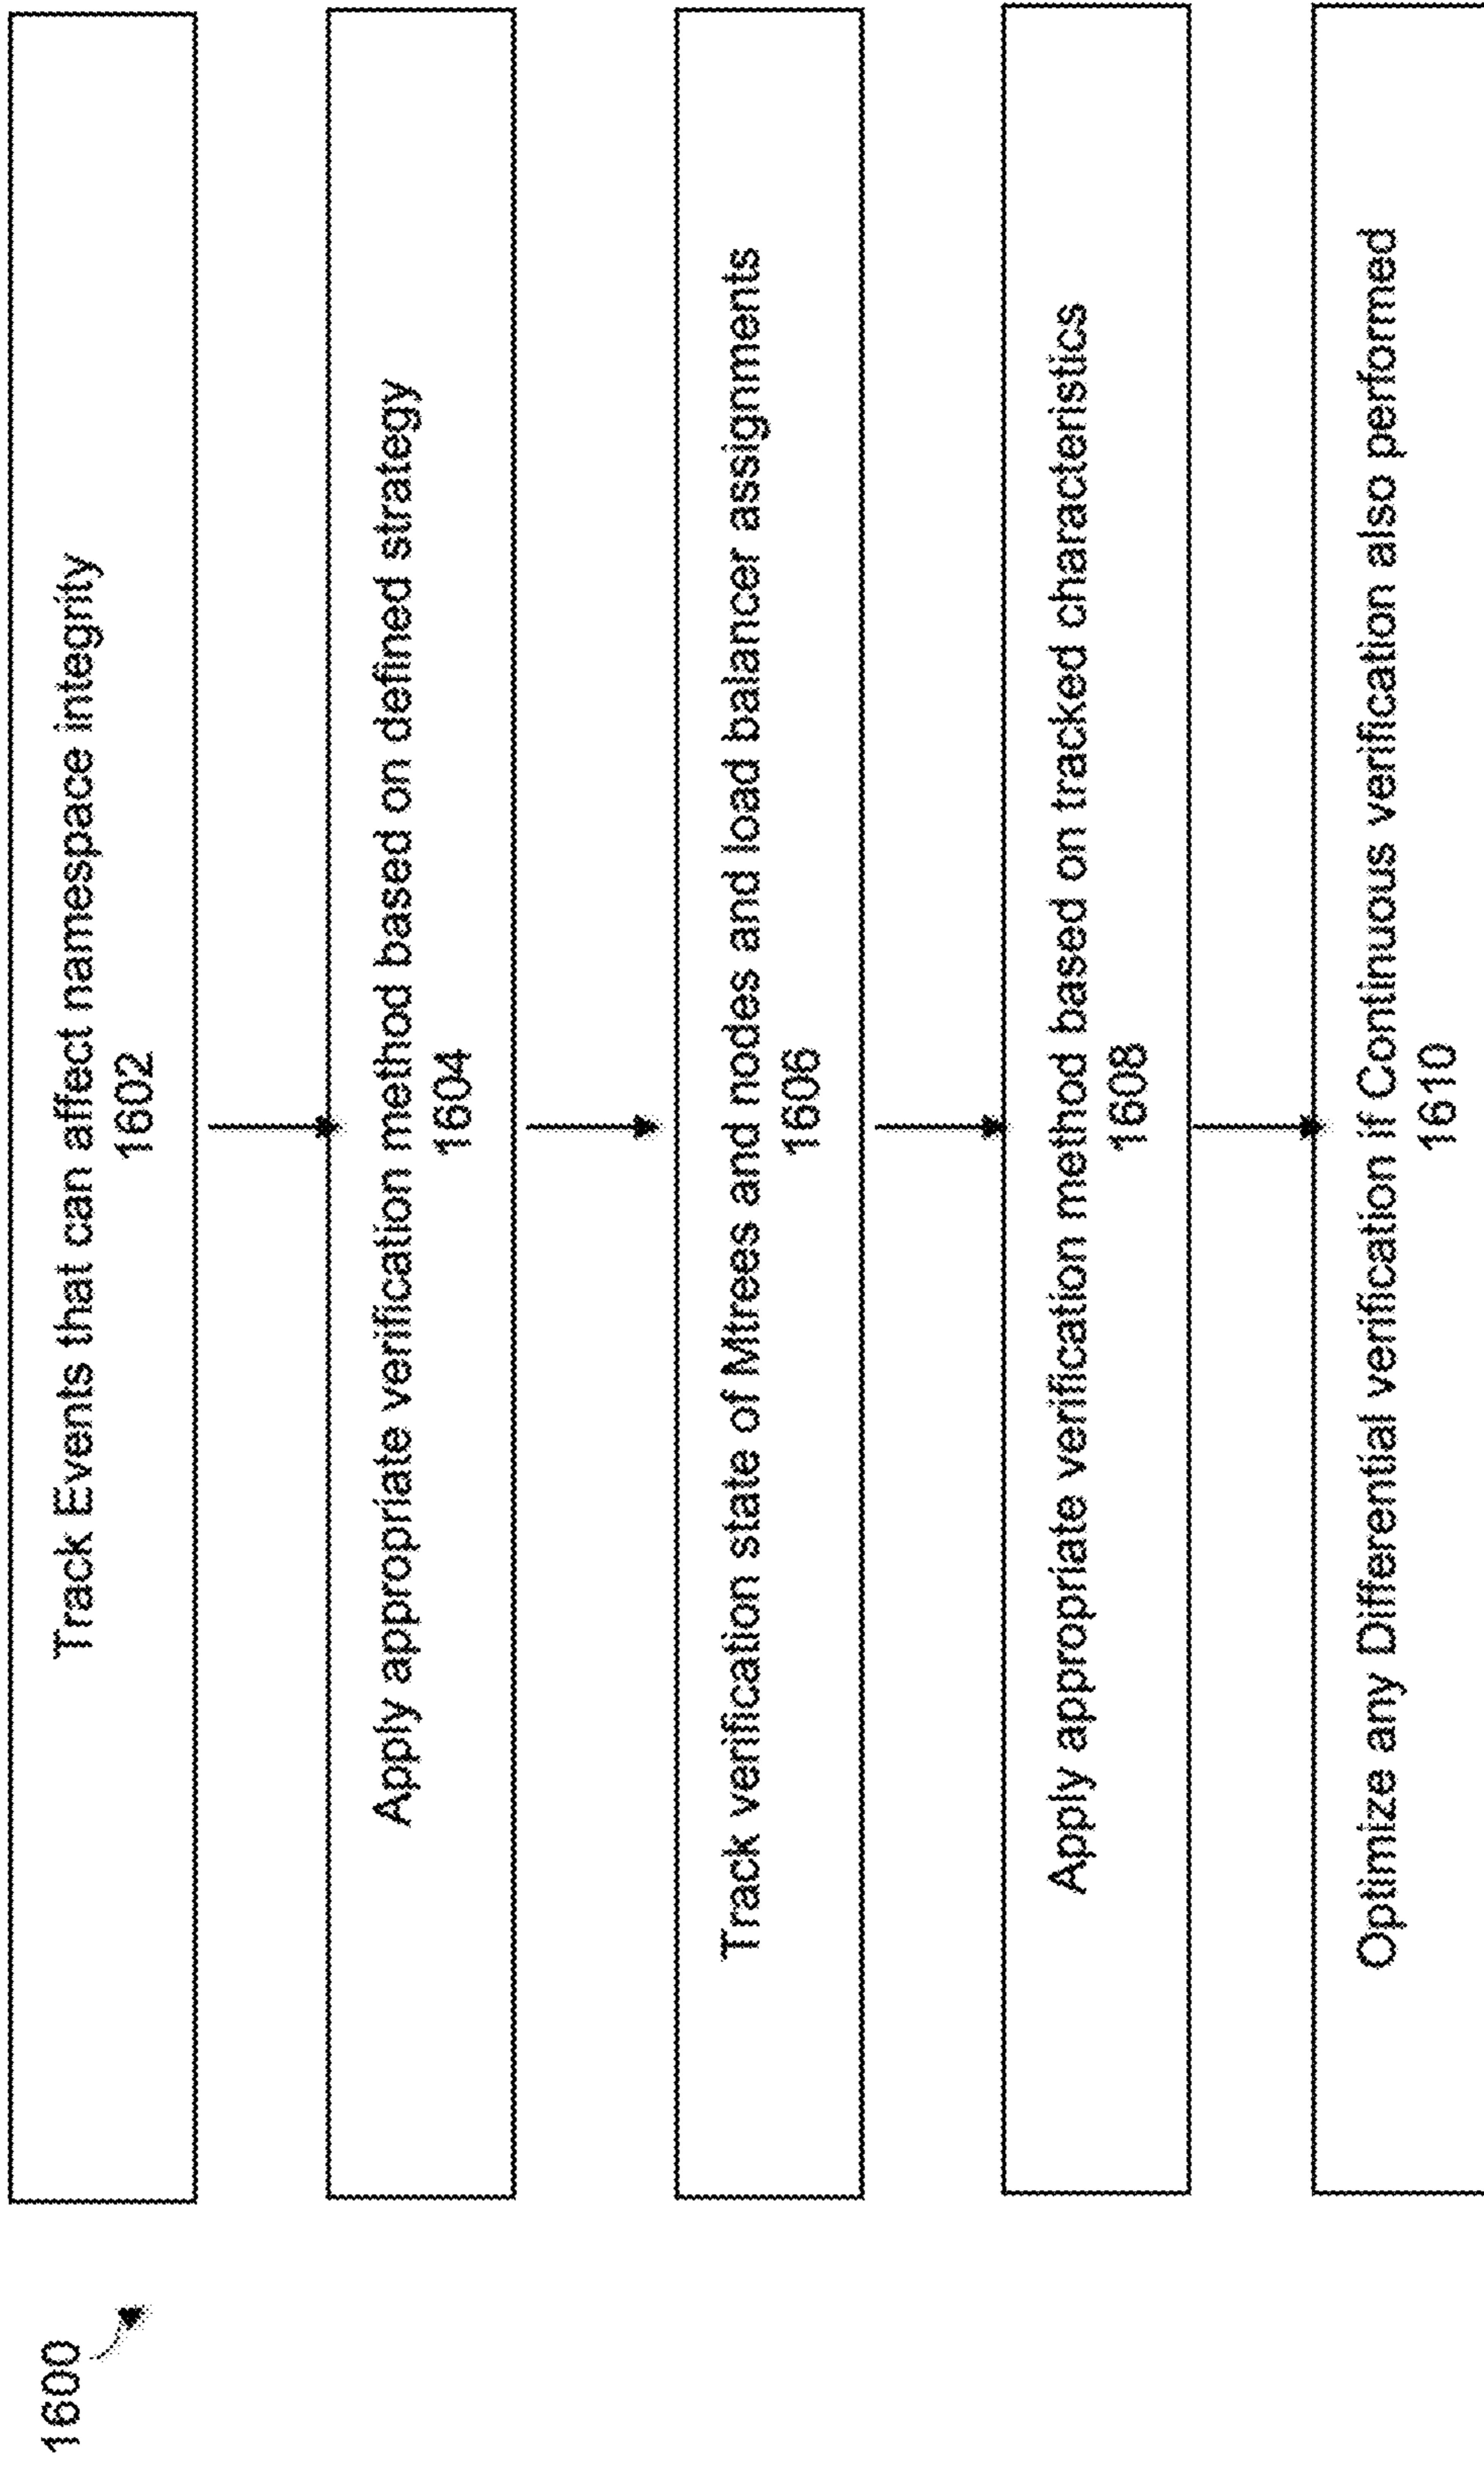 1600
Track Events that can affect namespace integrity
1602
Apply appropriate verification method based on defined strategy
1604
Track verification state of Mtrees and nodes and load balancer assignments
1606
Apply appropriate verification method based on tracked characteristics
1608
Optimize any Differential verification if Continuous verification also performed
1610